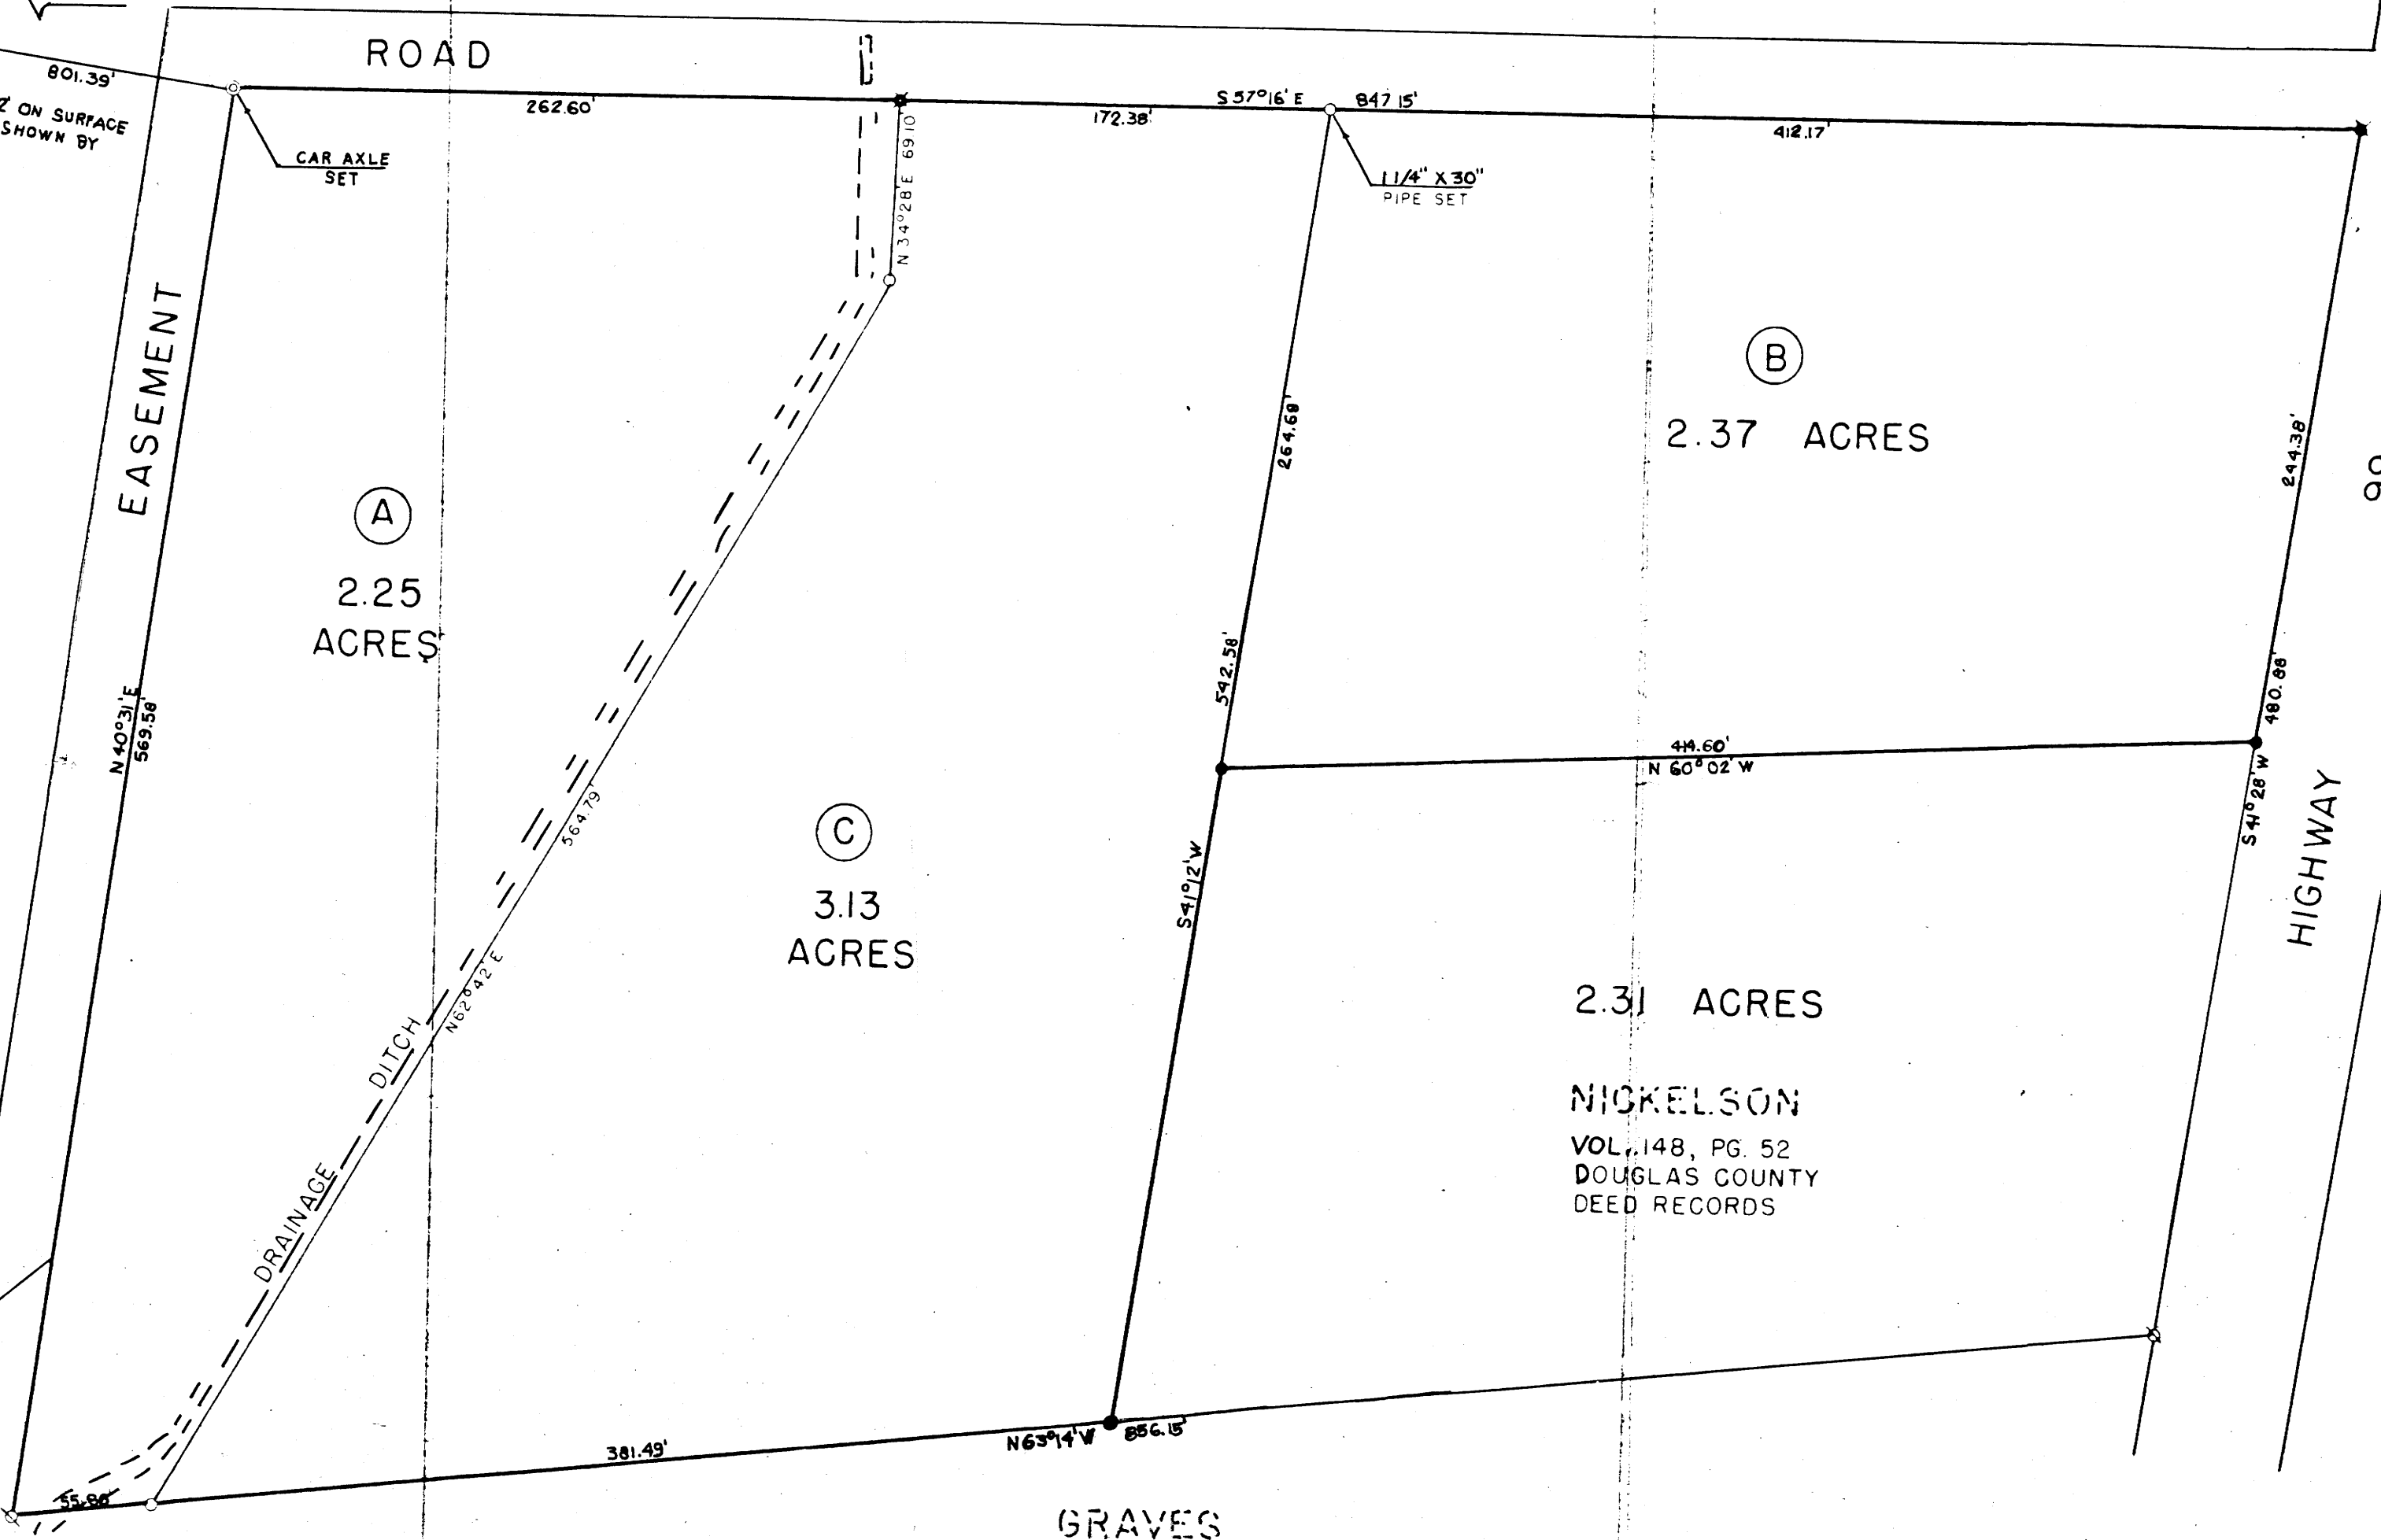 ROAD
801.39'
2' ON SURFACE
SHOWN BY
262.60'
S 57°16' E 847.15'
172.38'
412.17'
CAR AXLE
SET
1 1/4" X 30"
PIPE SET
N 34°28' E 69.10'
EASEMENT
B
2.37 ACRES
264.68'
244.38'
A
2.25
ACRES
542.58'
480.88'
N 40°31' E
569.58'
414.60'
N 60°02' W
S 41°28' W
564.79'
C
3.13
ACRES
S 41°12' W
HIGHWAY
N 62°42' E
2.31 ACRES
DRAINAGE DITCH
NICKELSON
VOL. 148, PG. 52
DOUGLAS COUNTY
DEED RECORDS
381.49'
N 63°14' W 856.15'
55.86'
GRAVES